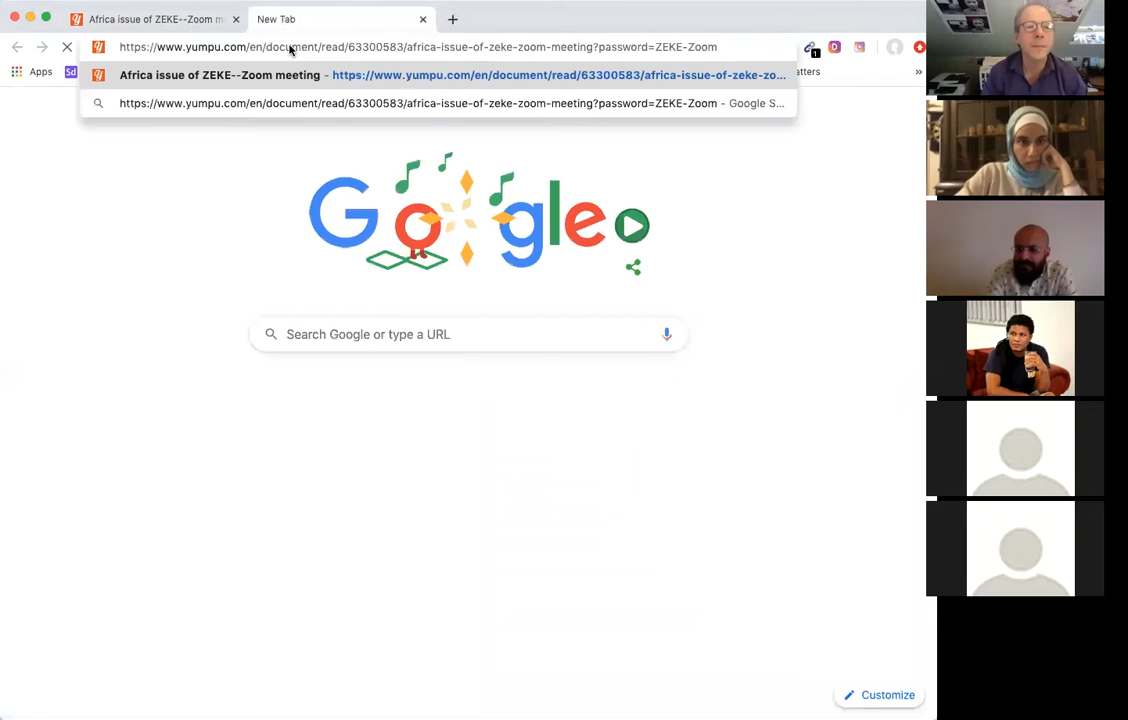 Africa issue of ZEKE--Zoom m
New Tab
https://www.yumpu.com/en/document/read/63300583/africa-issue-of-zeke-zoom-meeting?password=ZEKE-Zoom
1
Apps
Sd
atters
»
Africa issue of ZEKE--Zoom meeting - https://www.yumpu.com/en/document/read/63300583/africa-issue-of-zeke-zo...
https://www.yumpu.com/en/document/read/63300583/africa-issue-of-zeke-zoom-meeting?password=ZEKE-Zoom - Google S...
Google
Search Google or type a URL
Customize